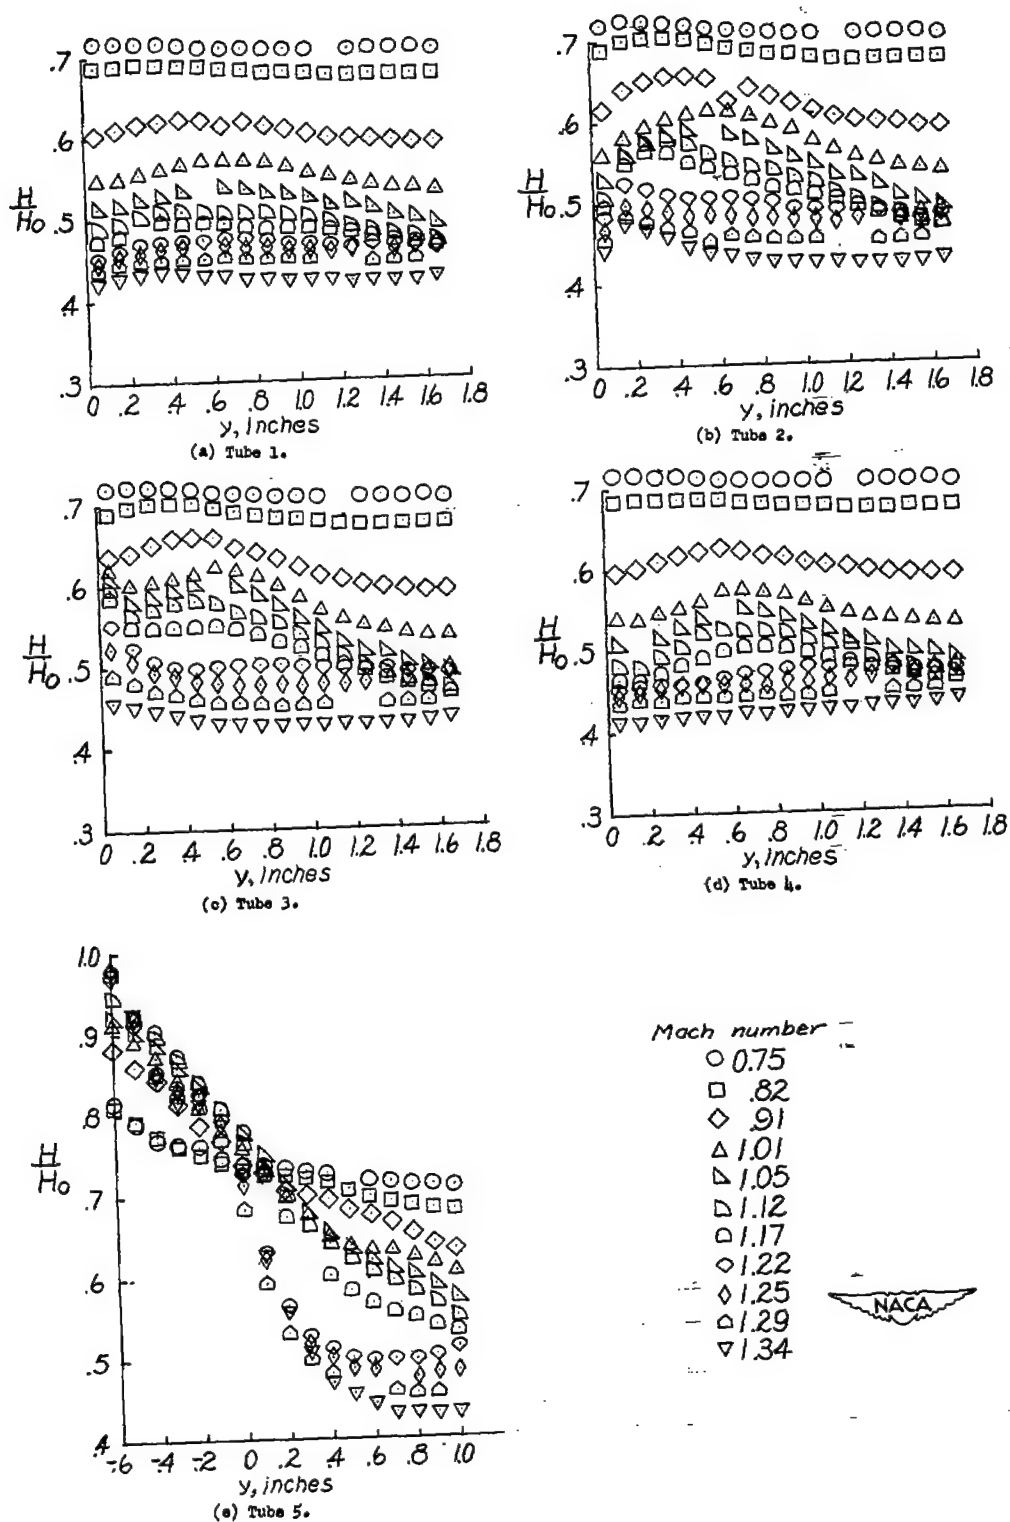 .7
.6
H
H₀
.5
.4
.3
0 .2 .4 .6 .8 1.0 1.2 1.4 1.6 1.8
y, inches
(a) Tube 1.
.7
.6
H
H₀
.5
.4
.3
0 .2 .4 .6 .8 1.0 1.2 1.4 1.6 1.8
y, inches
(b) Tube 2.
.7
.6
H
H₀
.5
.4
.3
0 .2 .4 .6 .8 1.0 1.2 1.4 1.6 1.8
y, inches
(c) Tube 3.
.7
.6
H
H₀
.5
.4
.3
0 .2 .4 .6 .8 1.0 1.2 1.4 1.6 1.8
y, inches
(d) Tube 4.
1.0
.9
.8
H
H₀
.7
.6
.5
.4
-.6 -.4 -.2 0 .2 .4 .6 .8 1.0
y, inches
(e) Tube 5.
Mach number
0.75
.82
.91
1.01
1.05
1.12
1.17
1.22
1.25
1.29
1.34
NACA